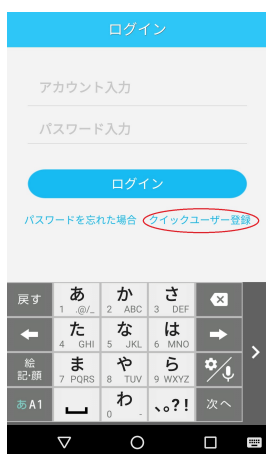 ログイン
アカウント入力
パスワード入力
ログイン
パスワードを忘れた場合 クイックユーザー登録
戻す あ か さ
1 .@/_ 2 ABC 3 DEF
た な は
4 GHI 5 JKL 6 MNO
絵記・顔 ま や ら
7 PQRS 8 TUV 9 WXYZ
あA1 わ 、。?! 次へ
0 -